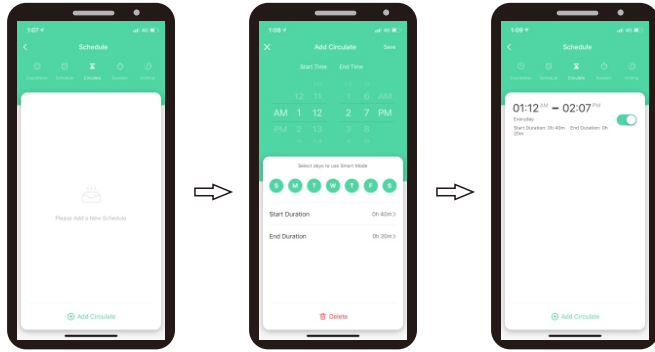 1:07
4G
Schedule
Countdown Schedule Circulate Random Inching
Please Add a New Schedule
Add Circulate
1:08
4G
Add Circulate Save
Start Time End Time
12 11 1 6 AM
AM 1 12 2 7 PM
PM 2 13 3 8
Select days to use Smart Mode
S M T W T F S
Start Duration 0h 40m >
End Duration 0h 20m >
Delete
1:09
4G
Schedule
Countdown Schedule Circulate Random Inching
01:12 AM – 02:07 PM
Everyday
Start Duration: 0h 40m End Duration: 0h
20m
Add Circulate